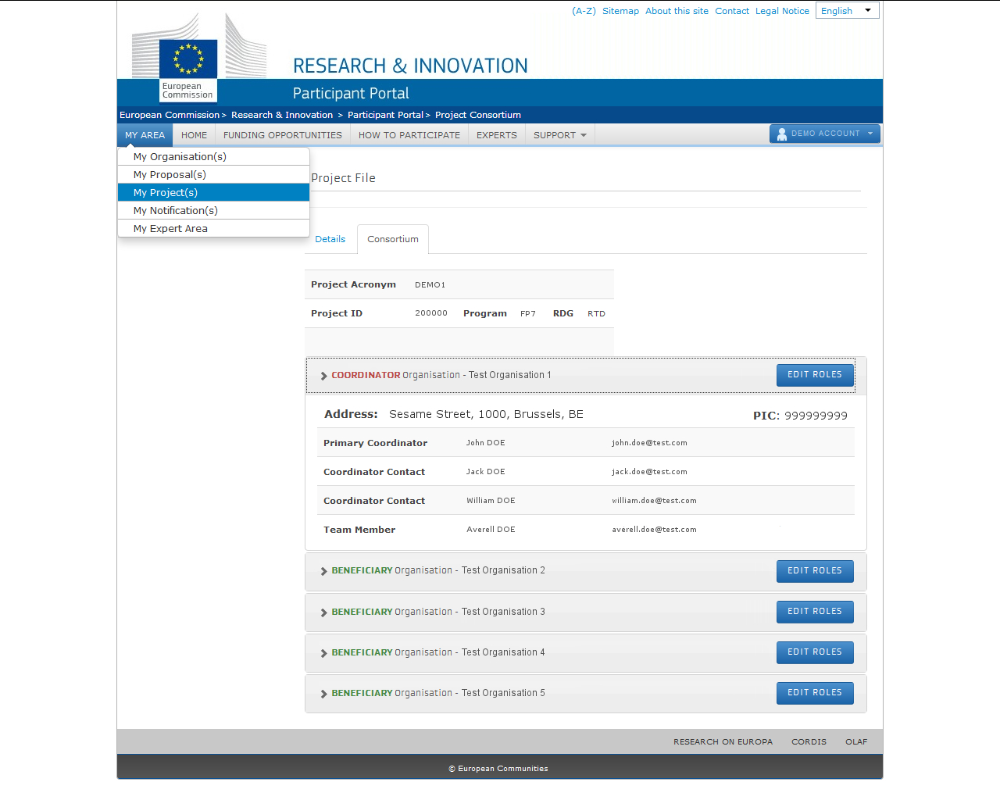 (A-Z) Sitemap About this site Contact Legal Notice English
European
Commission
RESEARCH & INNOVATION
Participant Portal
European Commission > Research & Innovation > Participant Portal > Project Consortium
MY AREA HOME FUNDING OPPORTUNITIES HOW TO PARTICIPATE EXPERTS SUPPORT DEMO ACCOUNT
My Organisation(s)
My Proposal(s)
My Project(s)
My Notification(s)
My Expert Area
Project File
Details Consortium
Project Acronym DEMO1
Project ID 200000 Program FP7 RDG RTD
COORDINATOR Organisation - Test Organisation 1 EDIT ROLES
Address: Sesame Street, 1000, Brussels, BE PIC: 999999999
Primary Coordinator John DOE john.doe@test.com
Coordinator Contact Jack DOE jack.doe@test.com
Coordinator Contact William DOE william.doe@test.com
Team Member Averell DOE averell.doe@test.com
BENEFICIARY Organisation - Test Organisation 2 EDIT ROLES
BENEFICIARY Organisation - Test Organisation 3 EDIT ROLES
BENEFICIARY Organisation - Test Organisation 4 EDIT ROLES
BENEFICIARY Organisation - Test Organisation 5 EDIT ROLES
RESEARCH ON EUROPA CORDIS OLAF
© European Communities